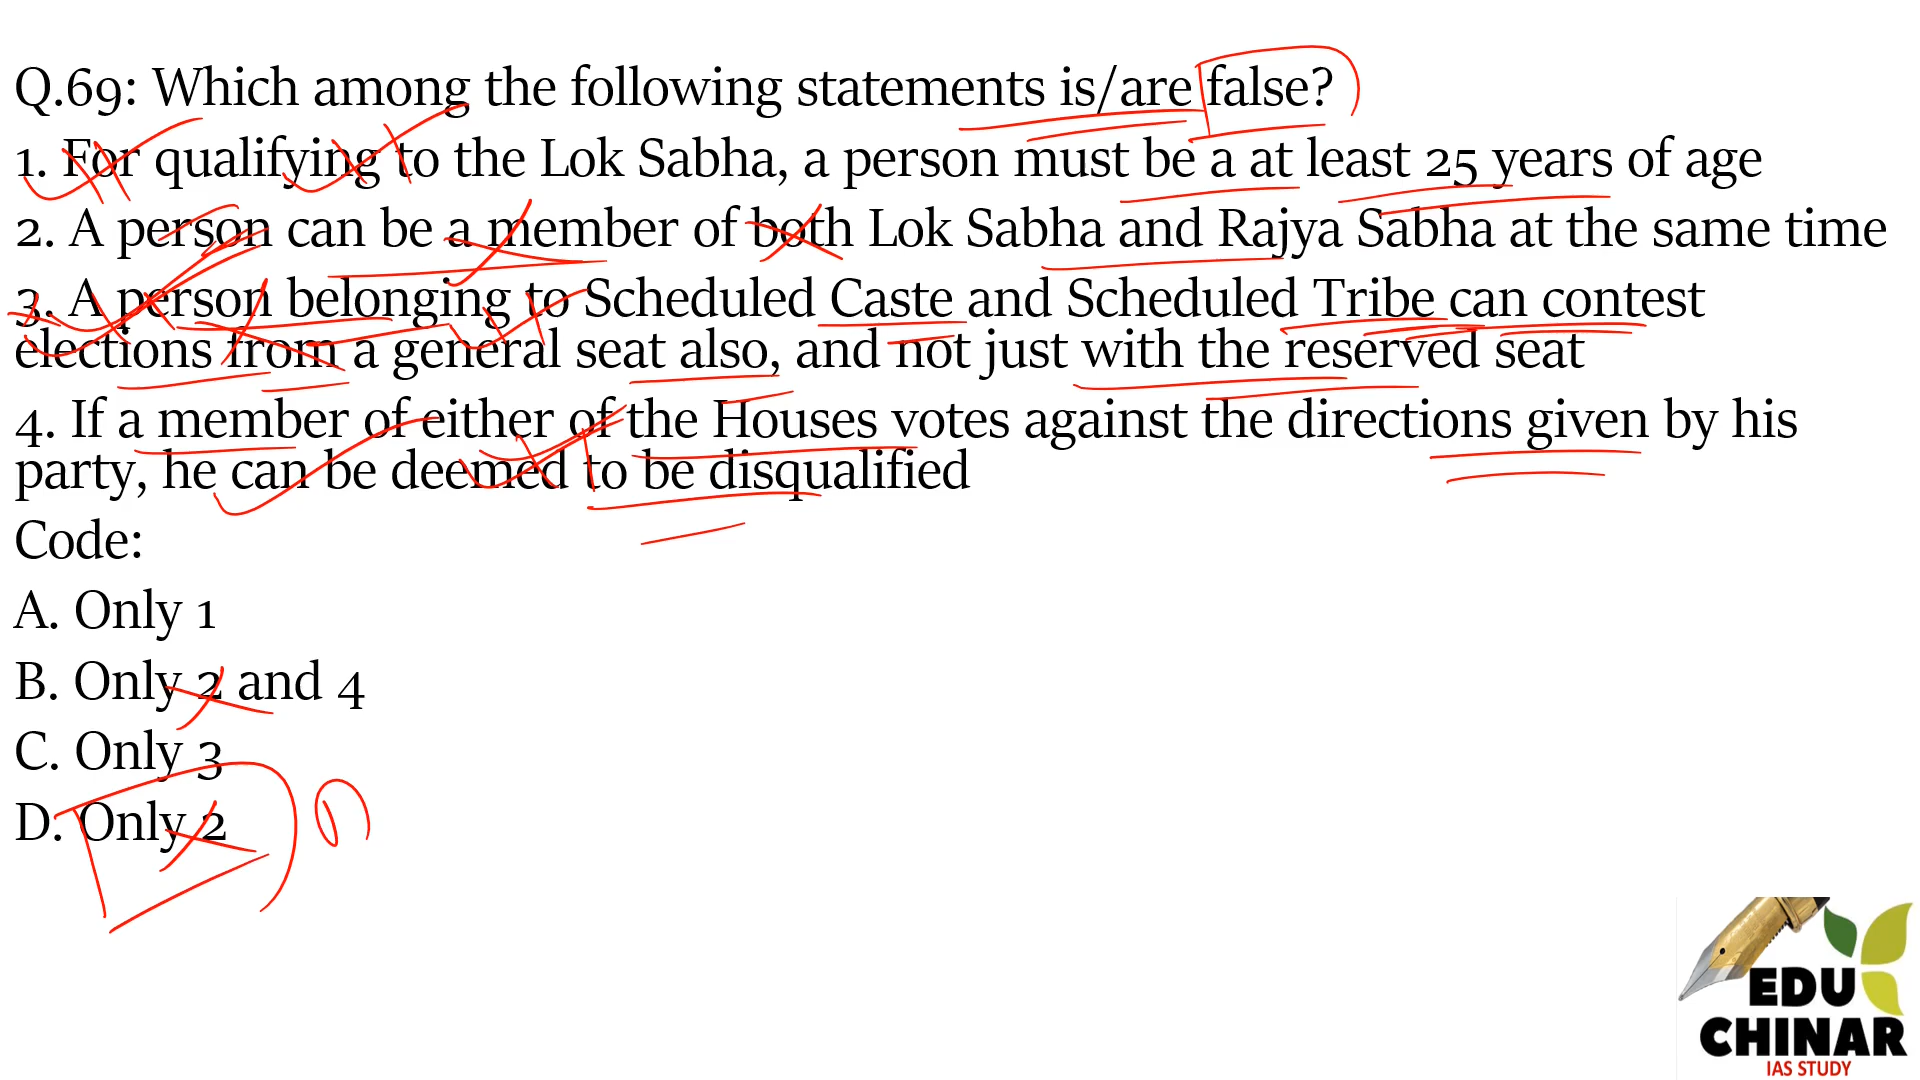 Q.69: Which among the following statements is/are false?
1. For qualifying to the Lok Sabha, a person must be a at least 25 years of age
2. A person can be a member of both Lok Sabha and Rajya Sabha at the same time
3. A person belonging to Scheduled Caste and Scheduled Tribe can contest
elections from a general seat also, and not just with the reserved seat
4. If a member of either of the Houses votes against the directions given by his
party, he can be deemed to be disqualified
Code:
A. Only 1
B. Only 2 and 4
C. Only 3
D. Only 2
EDU
CHINAR
IAS STUDY